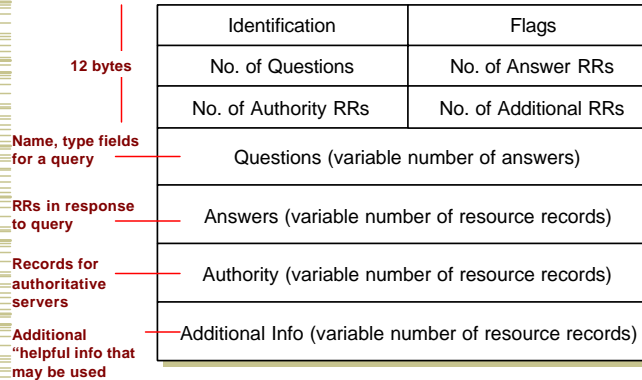 Identification
Flags
12 bytes
No. of Questions
No. of Answer RRs
No. of Authority RRs
No. of Additional RRs
Name, type fields
for a query
Questions (variable number of answers)
RRs in response
to query
Answers (variable number of resource records)
Records for
authoritative
servers
Authority (variable number of resource records)
Additional
"helpful info that
may be used
Additional Info (variable number of resource records)